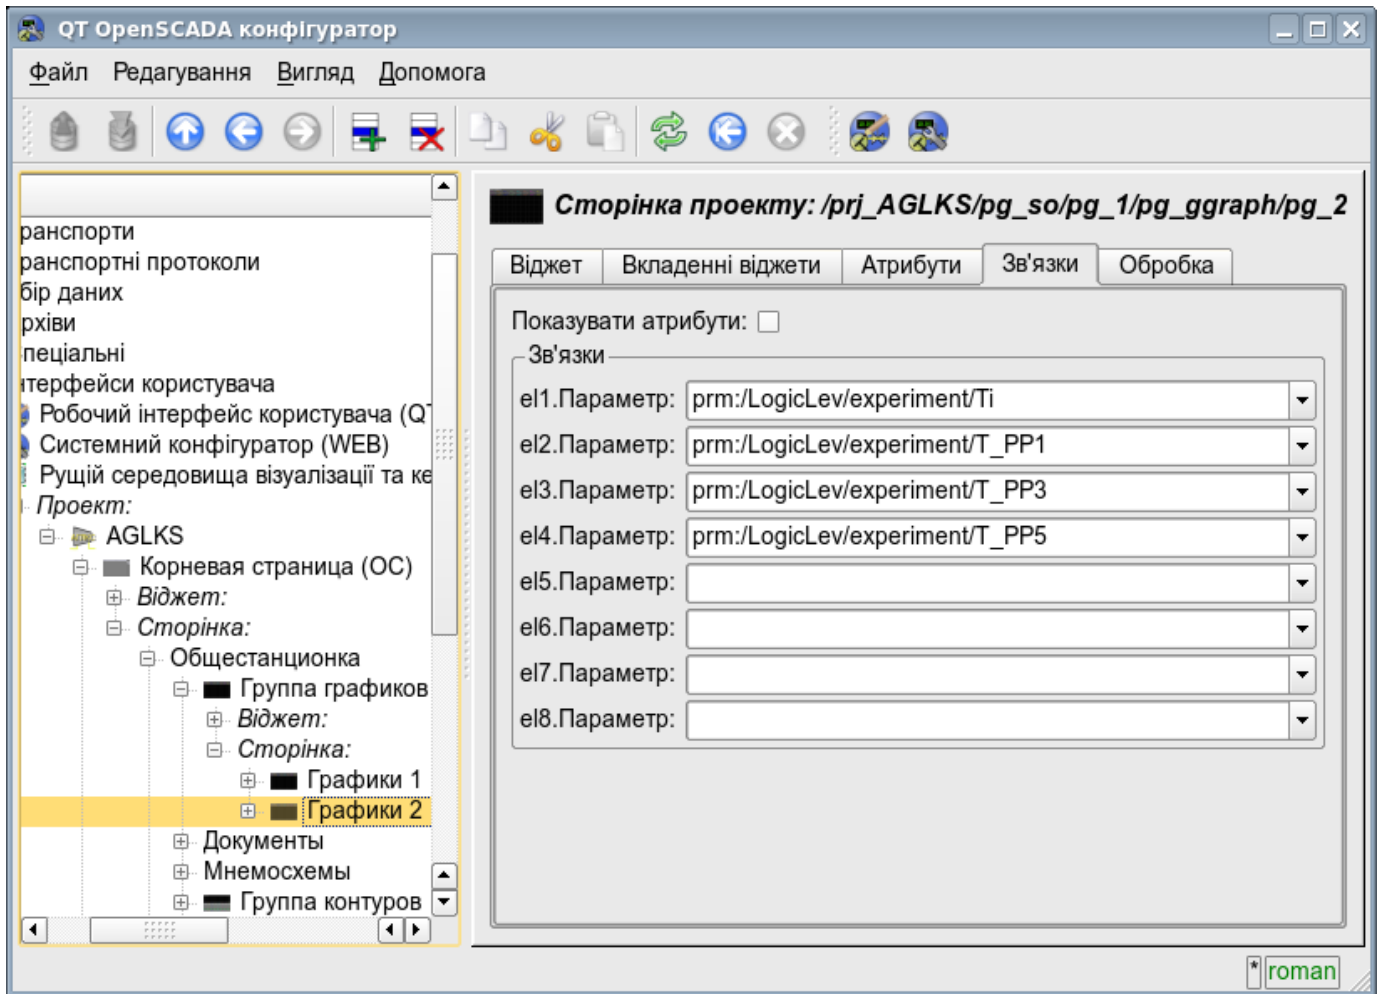 QT OpenSCADA конфігуратор
Файл Редагування Вигляд Допомога
Сторінка проекту: /prj_AGLKS/pg_so/pg_1/pg_ggraph/pg_2
ранспорти
ранспортні протоколи
бір даних
рхіви
пеціальні
нтерфейси користувача
Робочий інтерфейс користувача (QT
Системний конфігуратор (WEB)
Рущій середовища візуалізації та ке
Проект:
AGLKS
Корневая страница (ОС)
Віджет:
Сторінка:
Общестанционка
Группа графиков
Віджет:
Сторінка:
Графики 1
Графики 2
Документы
Мнемосхемы
Группа контуров
Віджет Вкладенні віджети Атрибути Зв'язки Обробка
Показувати атрибути:
Зв'язки
el1.Параметр: prm:/LogicLev/experiment/Ti
el2.Параметр: prm:/LogicLev/experiment/T_PP1
el3.Параметр: prm:/LogicLev/experiment/T_PP3
el4.Параметр: prm:/LogicLev/experiment/T_PP5
el5.Параметр:
el6.Параметр:
el7.Параметр:
el8.Параметр:
* roman